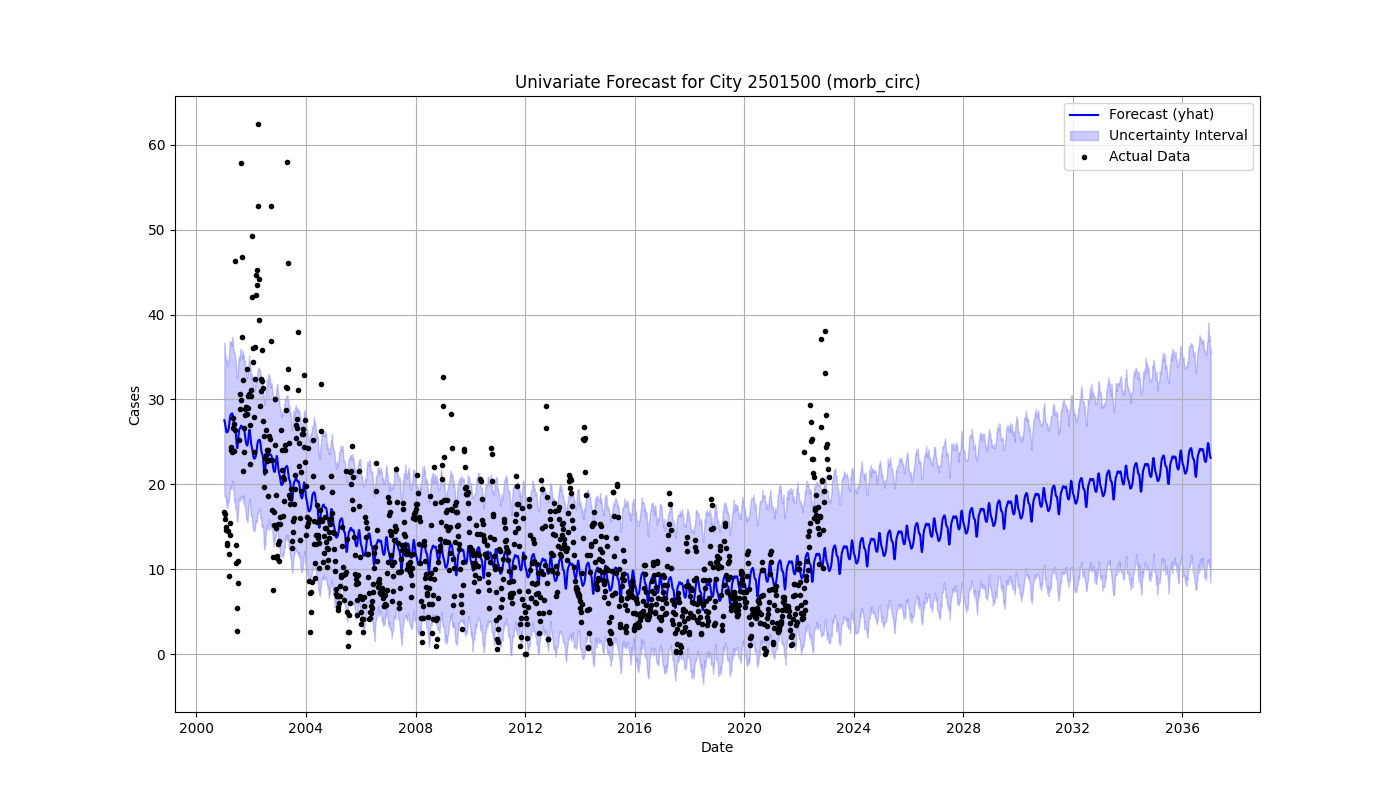 Univariate Forecast for City 2501500 (morb_circ)
Forecast (yhat)
Uncertainty Interval
Actual Data
Cases
60
50
40
30
20
10
0
2000 2004 2008 2012 2016 2020 2024 2028 2032 2036
Date